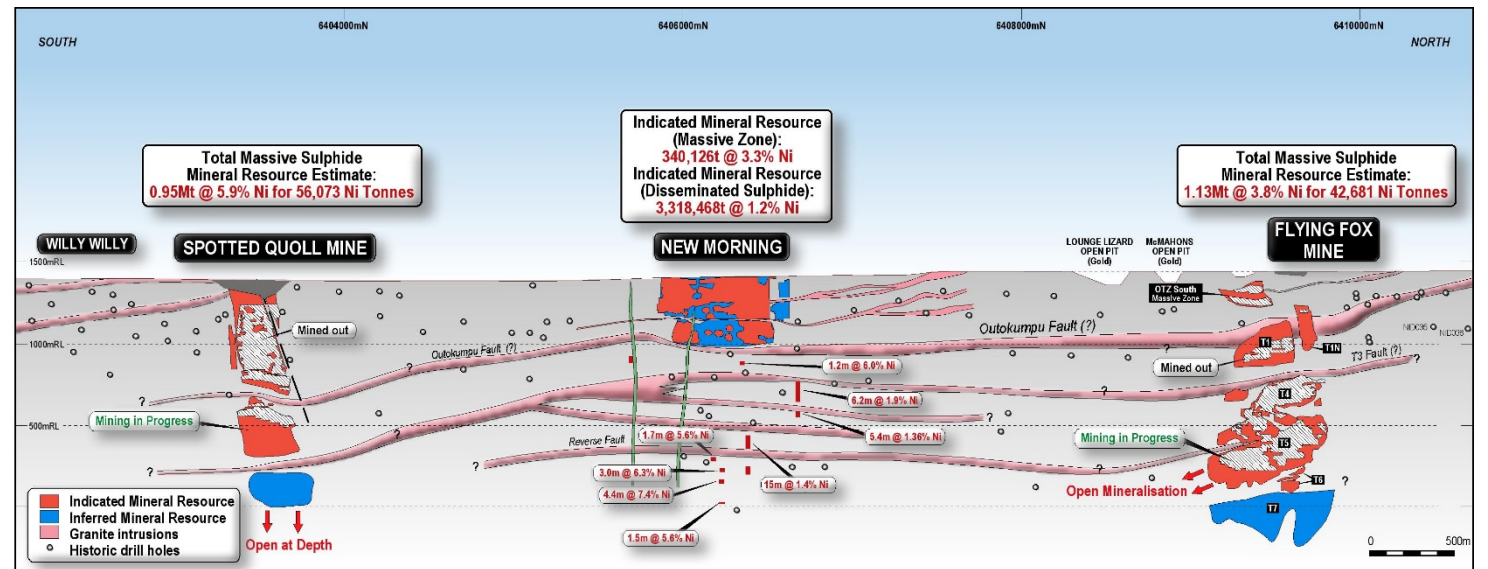 6404000mN
6406000mN
6408000mN
6410000mN
SOUTH
NORTH
Total Massive Sulphide
Mineral Resource Estimate:
0.95Mt @ 5.9% Ni for 56,073 Ni Tonnes
Indicated Mineral Resource
(Massive Zone):
340,126t @ 3.3% Ni
Indicated Mineral Resource
(Disseminated Sulphide):
3,318,468t @ 1.2% Ni
Total Massive Sulphide
Mineral Resource Estimate:
1.13Mt @ 3.8% Ni for 42,681 Ni Tonnes
WILLY WILLY
SPOTTED QUOLL MINE
NEW MORNING
LOUNGE LIZARD
OPEN PIT
(Gold)
McMAHONS
OPEN PIT
(Gold)
FLYING FOX
MINE
1500mRL
OTZ South
Massive Zone
Mined out
Outokumpu Fault (?)
NID035
NID036
1000mRL
Outokumpu Fault (?)
T1
T1N
T3 Fault (?)
Mined out
1.2m @ 6.0% Ni
?
?
?
?
6.2m @ 1.9% Ni
T4
Mining in Progress
500mRL
?
?
5.4m @ 1.36% Ni
Reverse Fault
1.7m @ 5.6% Ni
Mining in Progress
T5
?
?
?
3.0m @ 6.3% Ni
4.4m @ 7.4% Ni
15m @ 1.4% Ni
Open Mineralisation
T6
?
T7
1.5m @ 5.6% Ni
Indicated Mineral Resource
Inferred Mineral Resource
Granite intrusions
Historic drill holes
Open at Depth
0
500m